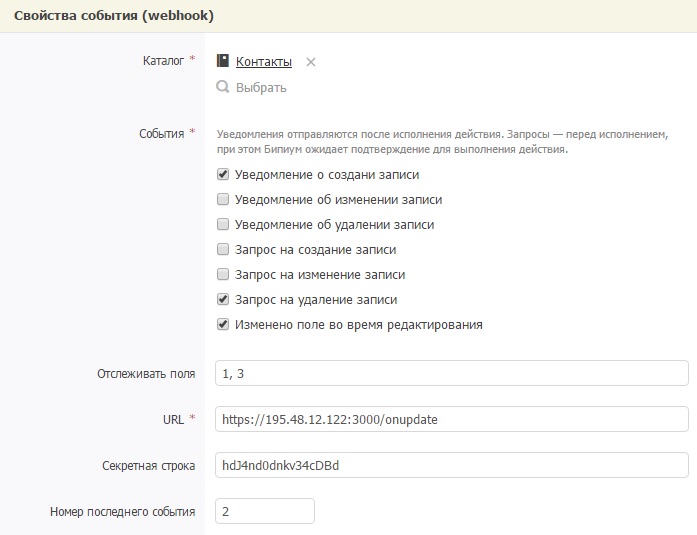 Свойства события (webhook)
Каталог *
Контакты ×
Выбрать
События *
Уведомления отправляются после исполнения действия. Запросы — перед исполнением,
при этом Бипиум ожидает подтверждение для выполнения действия.
Уведомление о создани записи
Уведомление об изменении записи
Уведомление об удалении записи
Запрос на создание записи
Запрос на изменение записи
Запрос на удаление записи
Изменено поле во время редактирования
Отслеживать поля
1, 3
URL *
https://195.48.12.122:3000/onupdate
Секретная строка
hdJ4nd0dnkv34cDBd
Номер последнего события
2